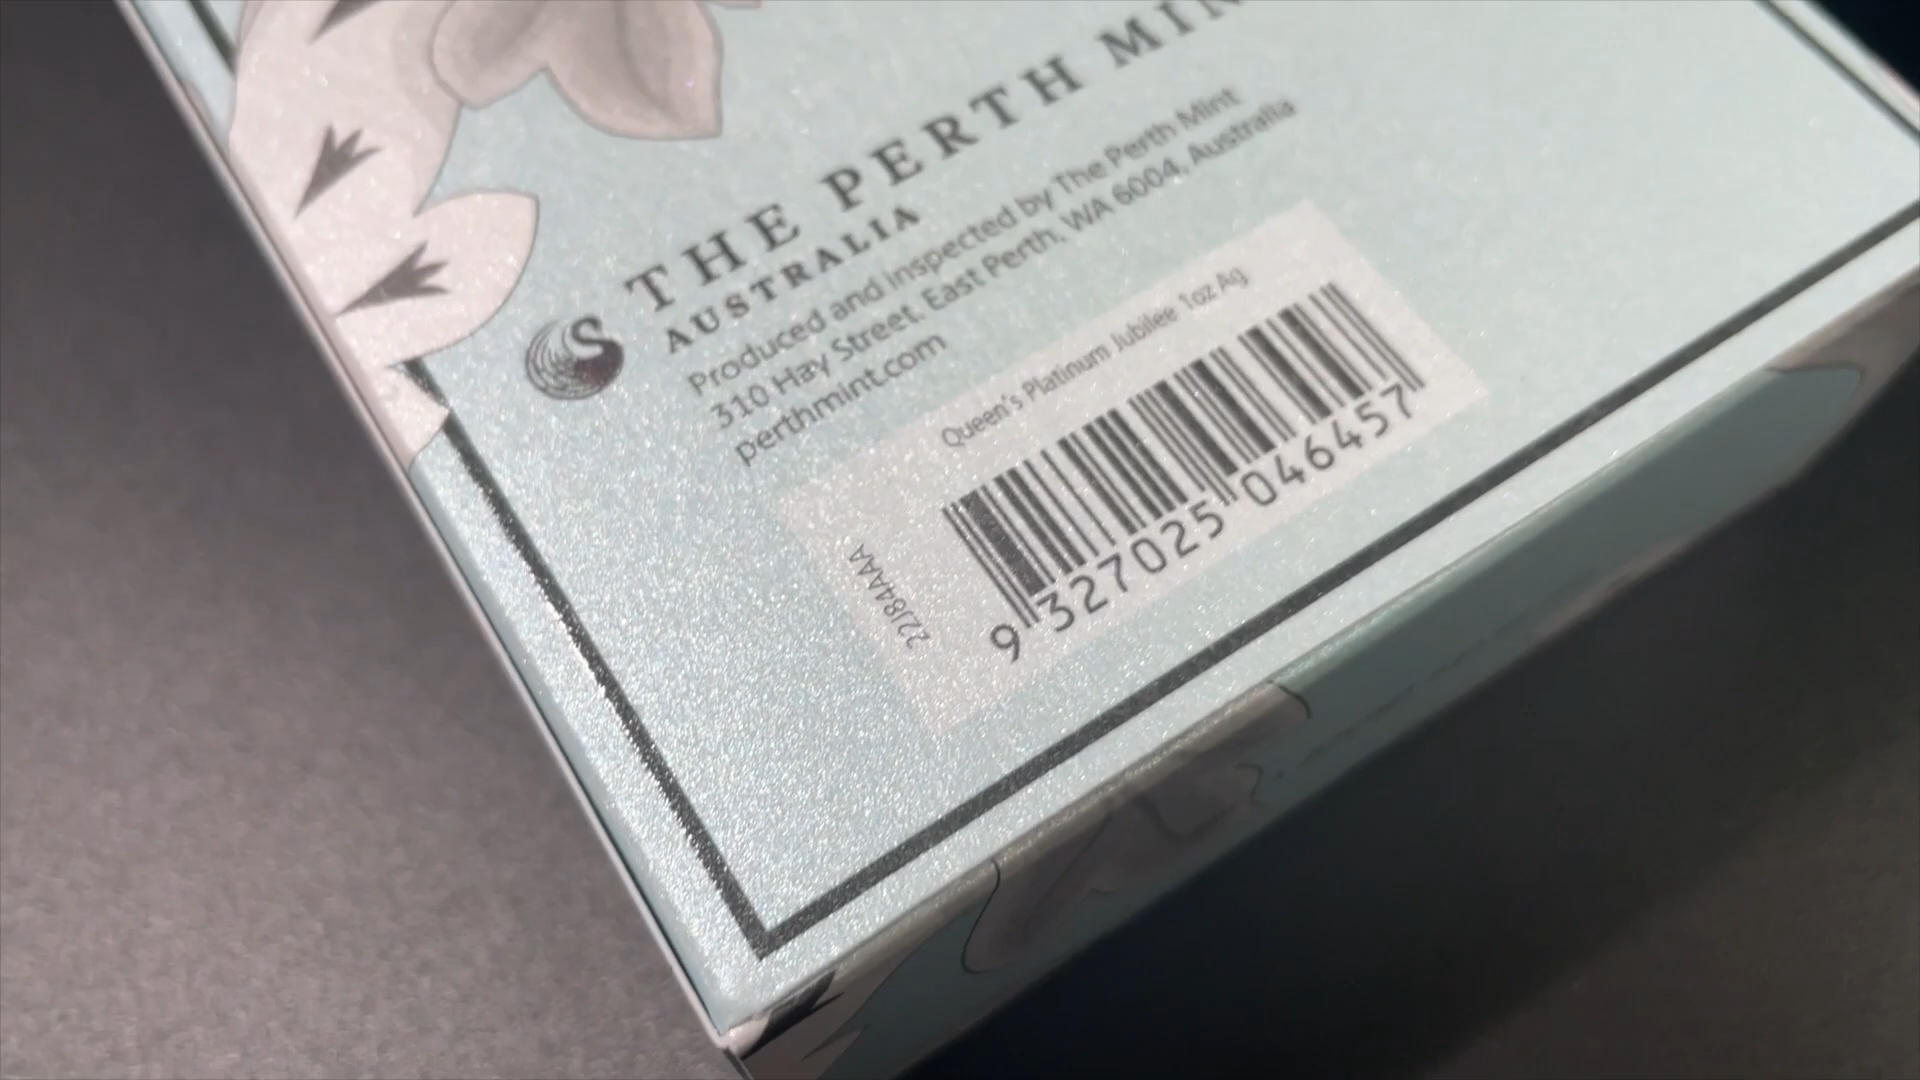 THE PERTH MIN
AUSTRALIA
Produced and inspected by The Perth Mint
310 Hay Street, East Perth, WA 6004, Australia
perthmint.com
Queen's Platinum Jubilee 1oz Ag
22J84AAA
9 327025 046457